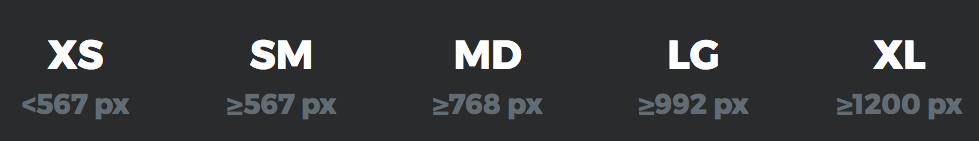 XS SM MD LG XL
<567 px ≥567 px ≥768 px ≥992 px ≥1200 px